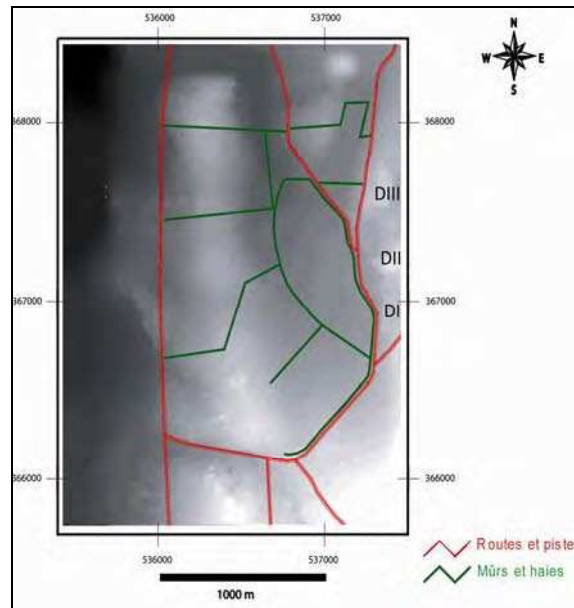 536000 537000
N
W E
S
368000 368000
DIII
DII
367000 367000
DI
366000 366000
536000 537000
1000 m
Routes et piste
Mûrs et haies